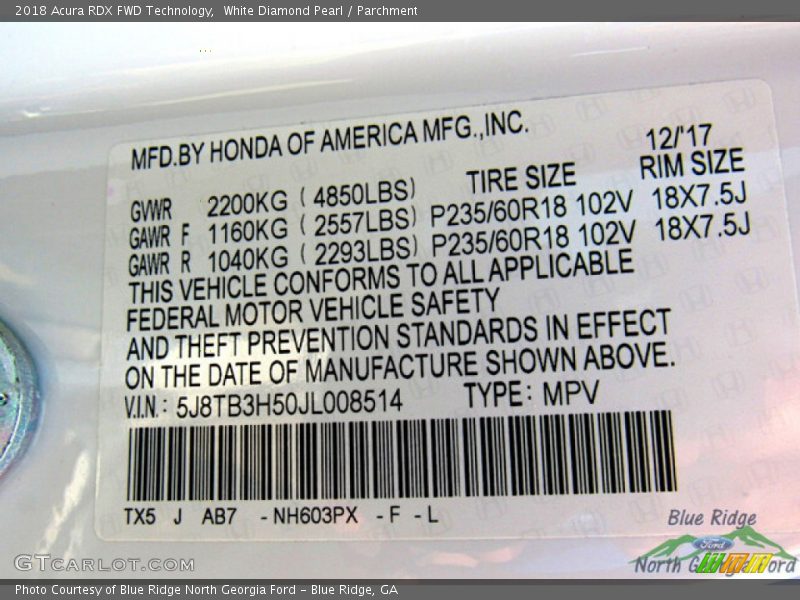 2018 Acura RDX FWD Technology,  White Diamond Pearl / Parchment
MFD.BY HONDA OF AMERICA MFG.,INC.
12/'17
TIRE SIZE RIM SIZE
GVWR 2200KG ( 4850LBS)
GAWR F 1160KG ( 2557LBS) P235/60R18 102V 18X7.5J
GAWR R 1040KG ( 2293LBS) P235/60R18 102V 18X7.5J
THIS VEHICLE CONFORMS TO ALL APPLICABLE
FEDERAL MOTOR VEHICLE SAFETY
AND THEFT PREVENTION STANDARDS IN EFFECT
ON THE DATE OF MANUFACTURE SHOWN ABOVE.
V.I.N.: 5J8TB3H50JL008514 TYPE: MPV
TX5 J AB7 -NH603PX -F -L
Blue Ridge
Ford
North Georgia Ford
GTCARLOT.COM
Photo Courtesy of Blue Ridge North Georgia Ford – Blue Ridge, GA